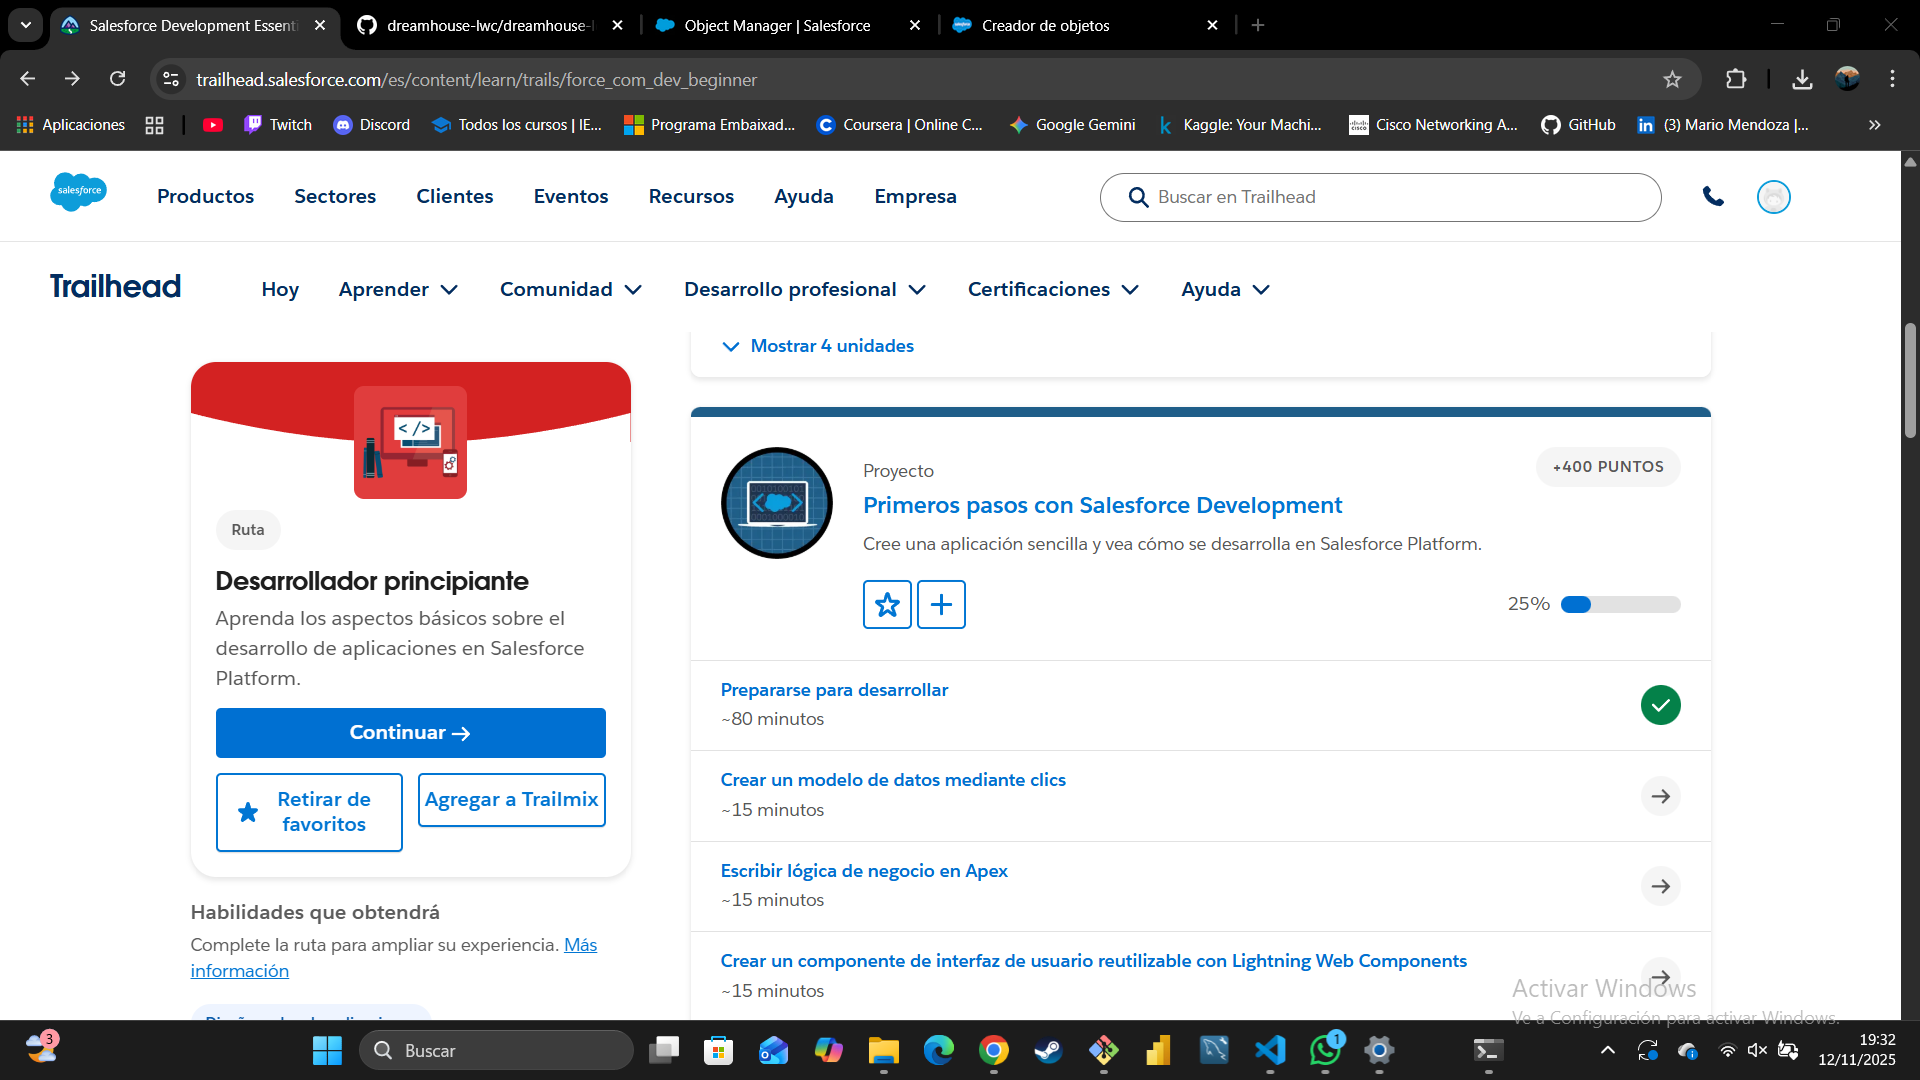 Salesforce Development Essenti
dreamhouse-lwc/dreamhouse-l
Object Manager | Salesforce
Creador de objetos
trailhead.salesforce.com/es/content/learn/trails/force_com_dev_beginner
Aplicaciones
Twitch
Discord
Todos los cursos | IE...
Programa Embaixad...
Coursera | Online C...
Google Gemini
Kaggle: Your Machi...
Cisco Networking A...
GitHub
(3) Mario Mendoza |...
salesforce
Productos
Sectores
Clientes
Eventos
Recursos
Ayuda
Empresa
Buscar en Trailhead
Trailhead
Hoy
Aprender
Comunidad
Desarrollo profesional
Certificaciones
Ayuda
Mostrar 4 unidades
Ruta
Desarrollador principiante
Aprenda los aspectos básicos sobre el
desarrollo de aplicaciones en Salesforce
Platform.
Continuar
Retirar de
favoritos
Agregar a Trailmix
Habilidades que obtendrá
Complete la ruta para ampliar su experiencia. Más
información
Proyecto
+400 PUNTOS
Primeros pasos con Salesforce Development
Cree una aplicación sencilla y vea cómo se desarrolla en Salesforce Platform.
25%
Prepararse para desarrollar
~80 minutos
Crear un modelo de datos mediante clics
~15 minutos
Escribir lógica de negocio en Apex
~15 minutos
Crear un componente de interfaz de usuario reutilizable con Lightning Web Components
~15 minutos
Activar Windows
Ve a Configuración para activar Windows.
3
Buscar
1
19:32
12/11/2025